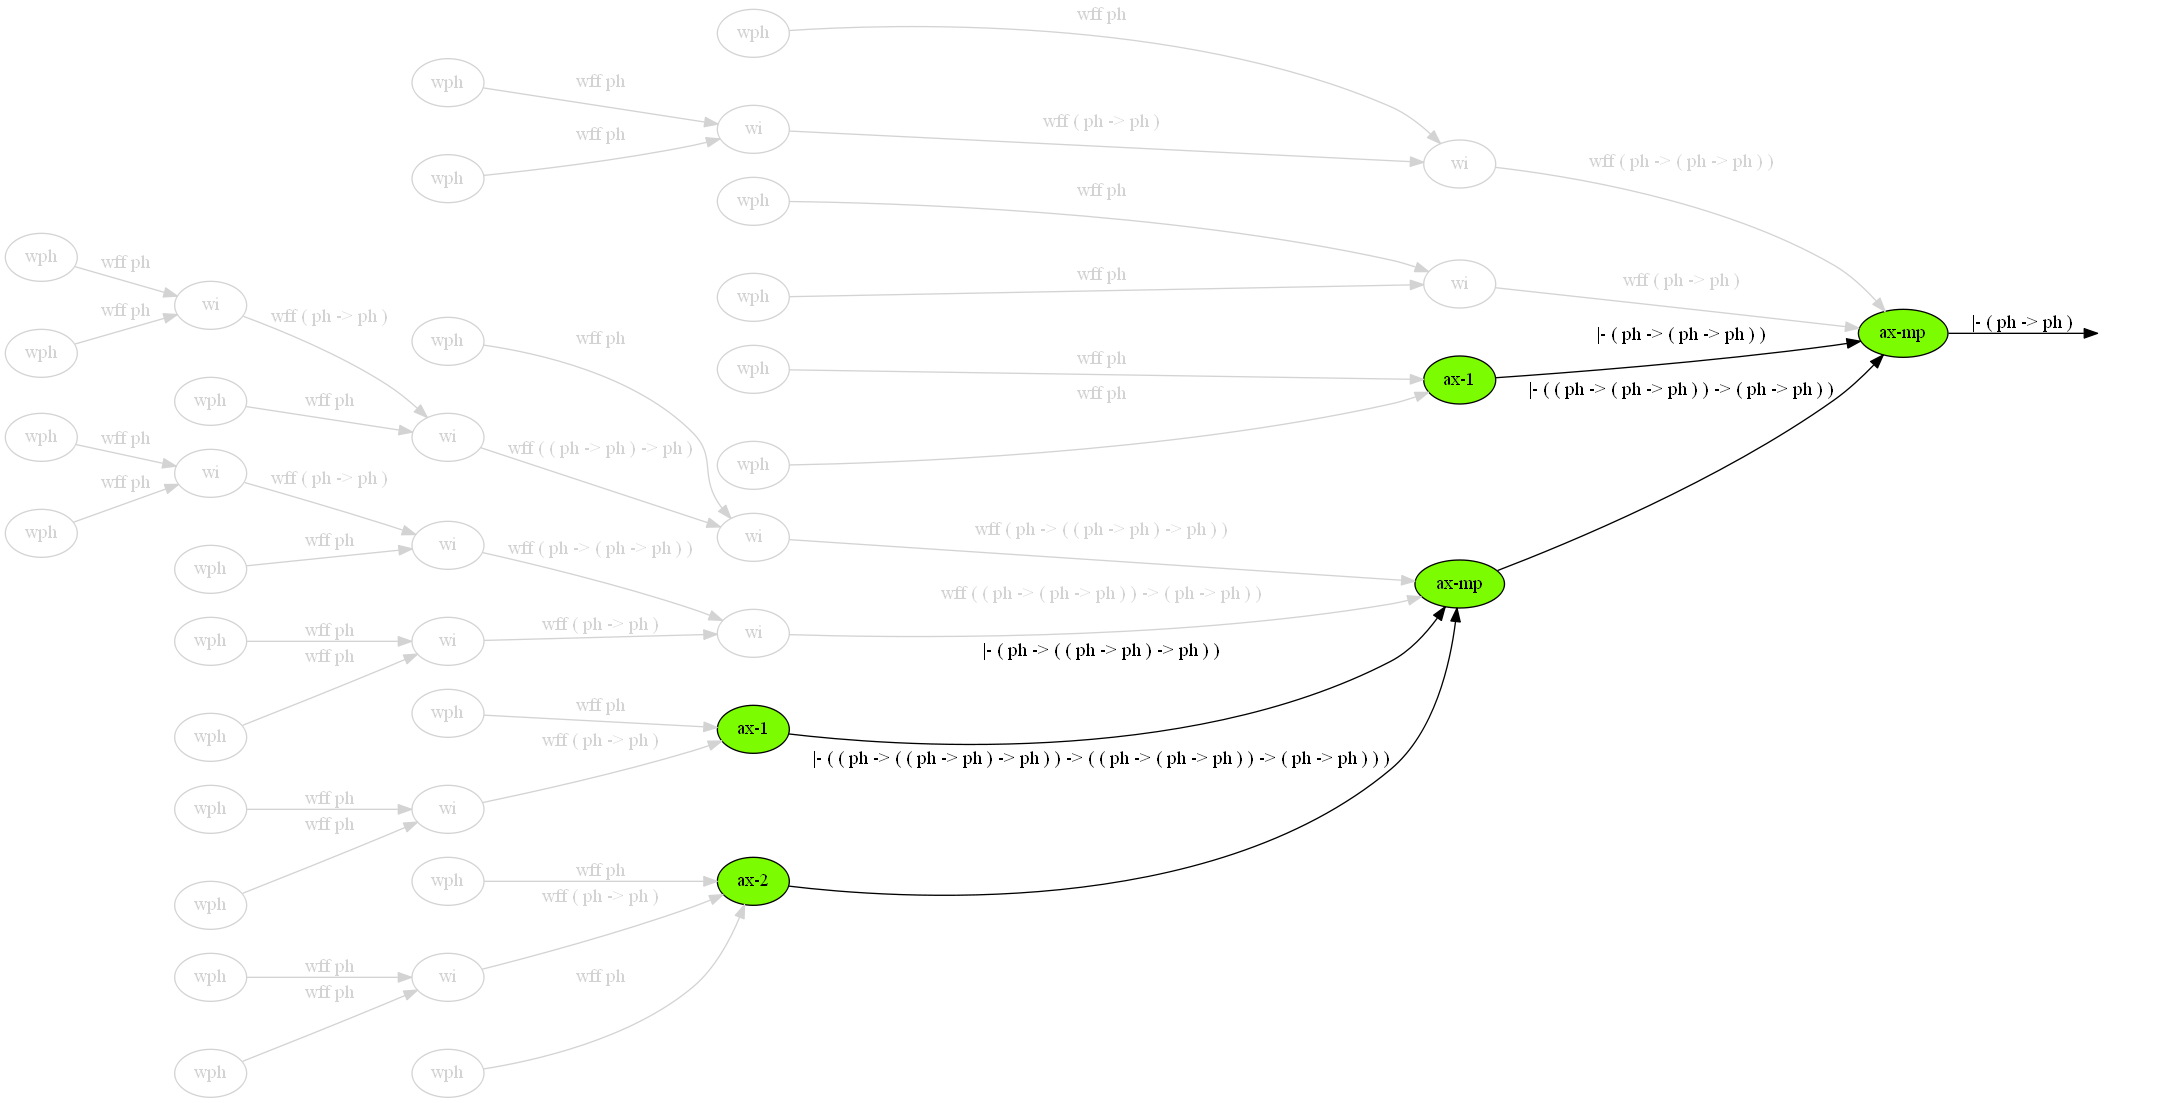 wph
wff ph
wph
wff ph
wi
wff ( ph -> ph )
wff ph
wph
wi
wff ( ph -> ( ph -> ph ) )
wph
wff ph
wph
wff ph
wi
wff ( ph -> ph )
wph
wff ph
wi
wff ( ph -> ph )
wff ph
wph
wph
wff ph
|- ( ph -> ( ph -> ph ) )
ax-mp
|- ( ph -> ph )
wph
wff ph
ax-1
|- ( ( ph -> ( ph -> ph ) ) -> ( ph -> ph ) )
wff ph
wph
wph
wff ph
wi
wff ( ( ph -> ph ) -> ph )
wph
wff ph
wi
wff ( ph -> ph )
wff ph
wph
wph
wff ph
wi
wff ( ph -> ( ph -> ph ) )
wi
wff ( ph -> ( ( ph -> ph ) -> ph ) )
ax-mp
wff ( ( ph -> ( ph -> ph ) ) -> ( ph -> ph ) )
wph
wff ph
wi
wff ( ph -> ph )
wi
|- ( ph -> ( ( ph -> ph ) -> ph ) )
wff ph
wph
wph
wff ph
ax-1
wff ( ph -> ph )
|- ( ( ph -> ( ( ph -> ph ) -> ph ) ) -> ( ( ph -> ( ph -> ph ) ) -> ( ph -> ph ) ) )
wph
wff ph
wi
wff ph
wph
wph
wff ph
ax-2
wff ( ph -> ph )
wph
wff ph
wi
wff ph
wff ph
wph
wph